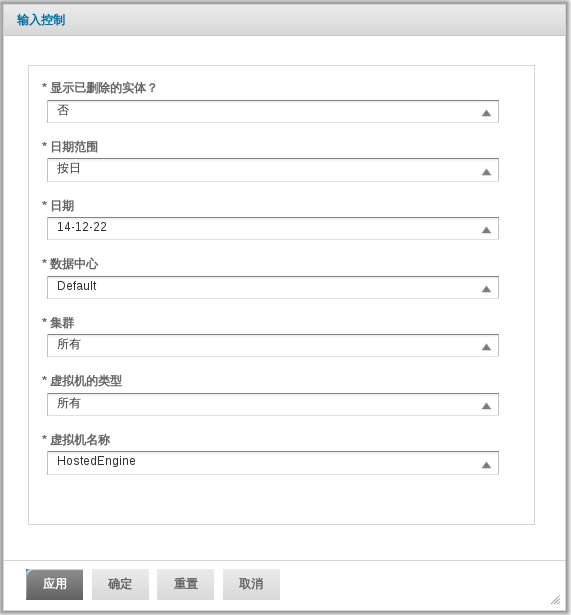 输入控制
* 显示已删除的实体？
否
* 日期范围
按日
* 日期
14-12-22
* 数据中心
Default
* 集群
所有
* 虚拟机的类型
所有
* 虚拟机名称
HostedEngine
应用 确定 重置 取消